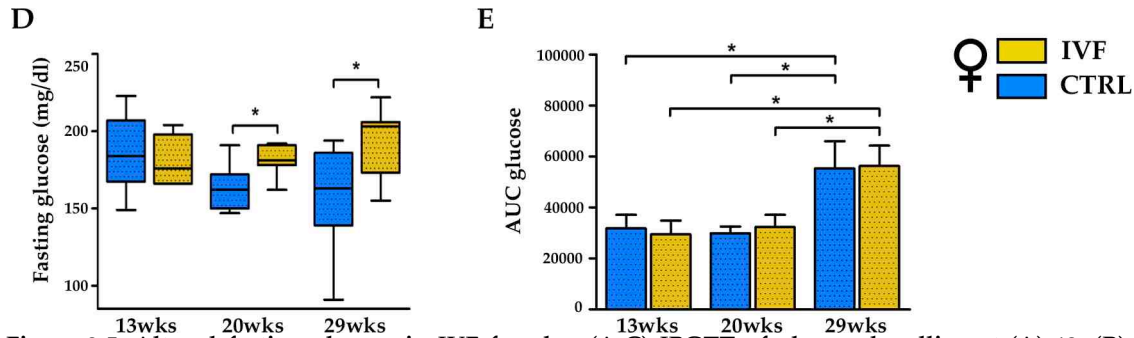 D
Fasting glucose (mg/dl)
250
200
150
100
*
*
13wks 20wks 29wks
E
AUC glucose
100000
80000
60000
40000
20000
0
*
*
*
*
13wks 20wks 29wks
♀ IVF
CTRL